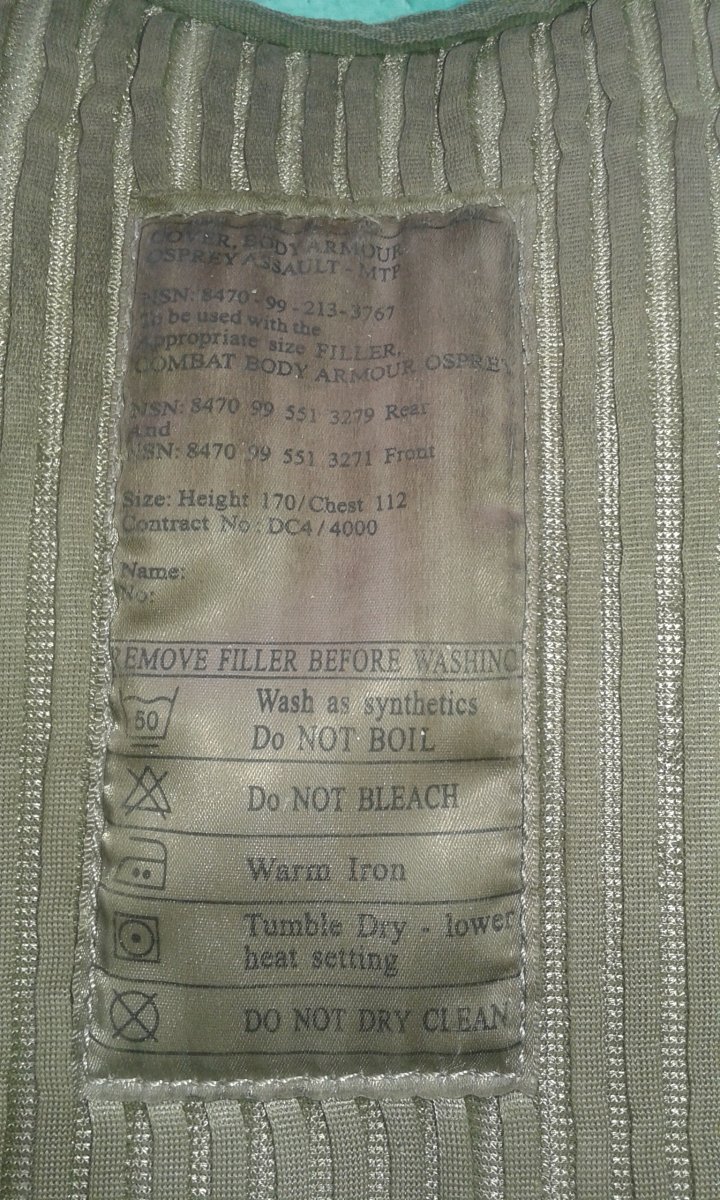 COVER, BODY ARMOUR
OSPREY ASSAULT - MTP
NSN: 8470-99-213-3767
To be used with the
Appropriate size FILLER,
COMBAT BODY ARMOUR OSPREY
NSN: 8470 99 551 3279 Rear
And
NSN: 8470 99 551 3271 Front
Size: Height 170/Chest 112
Contract No: DC4/4000
Name:
No:
REMOVE FILLER BEFORE WASHING
50 Wash as synthetics
Do NOT BOIL
Do NOT BLEACH
Warm Iron
Tumble Dry - lower
heat setting
DO NOT DRY CLEAN